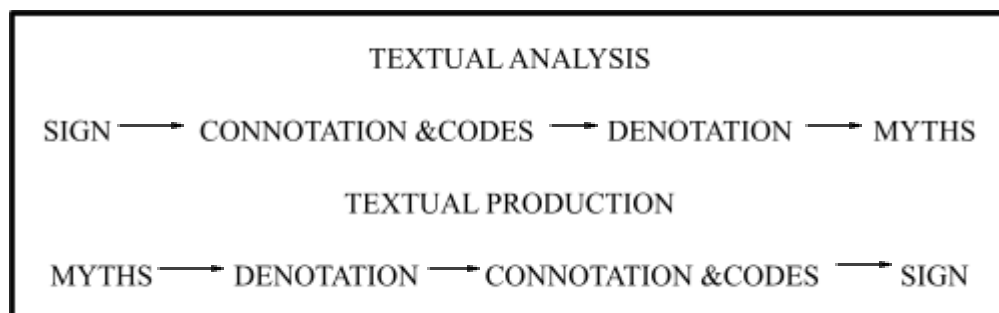 TEXTUAL ANALYSIS
SIGN → CONNOTATION &CODES → DENOTATION → MYTHS
TEXTUAL PRODUCTION
MYTHS → DENOTATION → CONNOTATION &CODES → SIGN